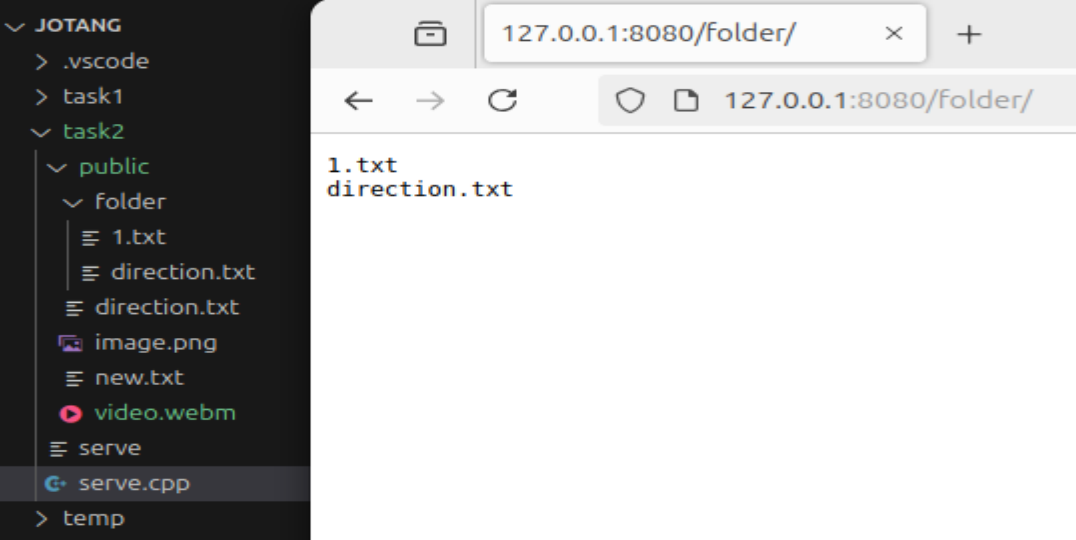 JOTANG
.vscode
task1
task2
public
folder
1.txt
direction.txt
direction.txt
image.png
new.txt
video.webm
serve
serve.cpp
temp
127.0.0.1:8080/folder/
127.0.0.1:8080/folder/
1.txt
direction.txt